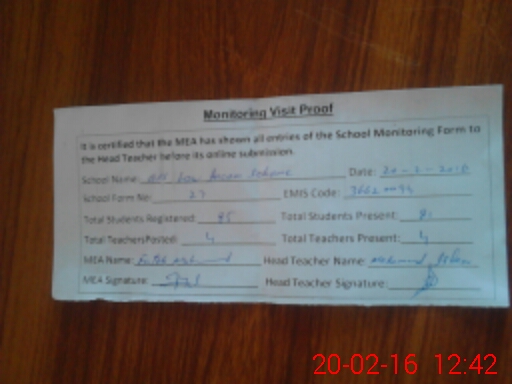 Monitoring Visit Proof
It is certified that the MEA has shown all entries of the School Monitoring Form to
the Head Teacher before its online submission.
School Name: Date: 20-2-2016
School Form No: 23 EMIS Code:
Total Students Registered: 85 Total Students Present: 81
Total Teachers Posted: 4 Total Teachers Present: 4
MEA Name: Head Teacher Name:
MEA Signature: Head Teacher Signature:
20-02-16 12:42